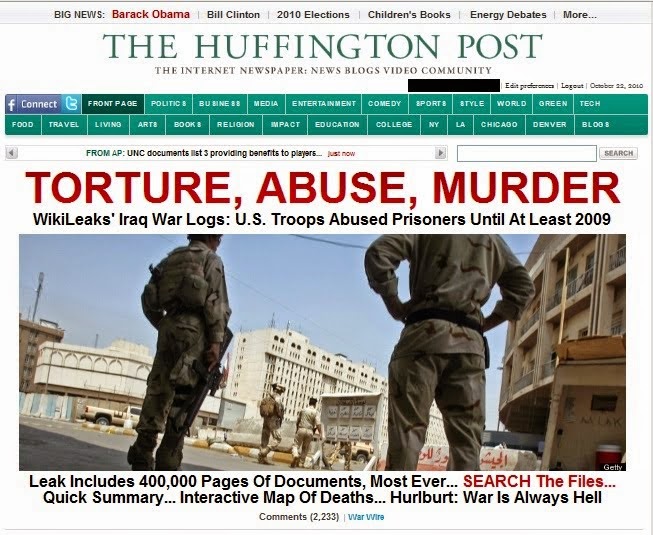 BIG NEWS: Barack Obama | Bill Clinton | 2010 Elections | Children's Books | Energy Debates | More...
THE HUFFINGTON POST
THE INTERNET NEWSPAPER: NEWS BLOGS VIDEO COMMUNITY
| Edit preferences | Logout | October 22, 2010
f Connect t FRONT PAGE POLITICS BUSINESS MEDIA ENTERTAINMENT COMEDY SPORTS STYLE WORLD GREEN TECH
FOOD TRAVEL LIVING ARTS BOOKS RELIGION IMPACT EDUCATION COLLEGE NY LA CHICAGO DENVER BLOGS
FROM AP: UNC documents list 3 providing benefits to players... just now SEARCH
TORTURE, ABUSE, MURDER
WikiLeaks' Iraq War Logs: U.S. Troops Abused Prisoners Until At Least 2009
Getty
Leak Includes 400,000 Pages Of Documents, Most Ever... SEARCH The Files...
Quick Summary... Interactive Map Of Deaths... Hurlburt: War Is Always Hell
Comments (2,233) | War Wire